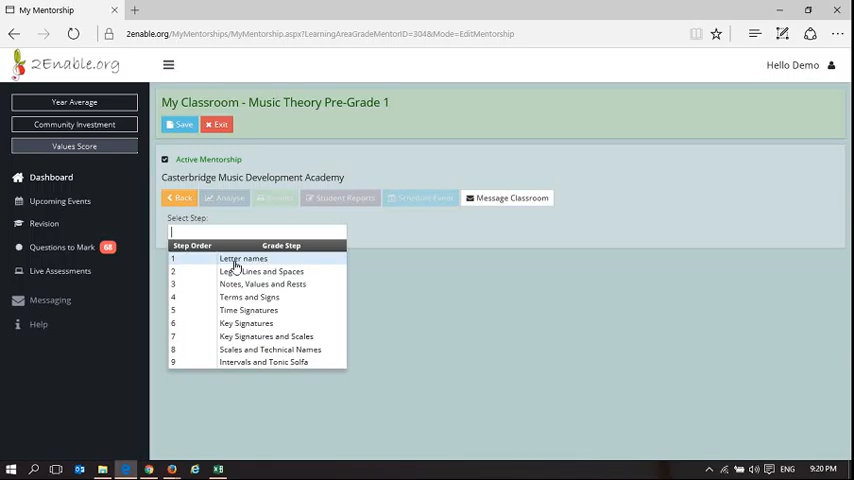 My Mentorship
2enable.org/MyMentorships/MyMentorship.aspx?LearningAreaGradeMentorID=304&Mode=EditMentorship
2Enable.org
Hello Demo
Year Average
Community Investment
Values Score
Dashboard
Upcoming Events
Revision
Questions to Mark 68
Live Assessments
Messaging
Help
My Classroom - Music Theory Pre-Grade 1
Save Exit
Active Mentorship
Casterbridge Music Development Academy
Back Analyse Student Reports Schedule Event Message Classroom
Select Step:
Step Order Grade Step
1 Letter names
2 Lines and Spaces
3 Notes, Values and Rests
4 Terms and Signs
5 Time Signatures
6 Key Signatures
7 Key Signatures and Scales
8 Scales and Technical Names
9 Intervals and Tonic Solfa
ENG 9:20 PM